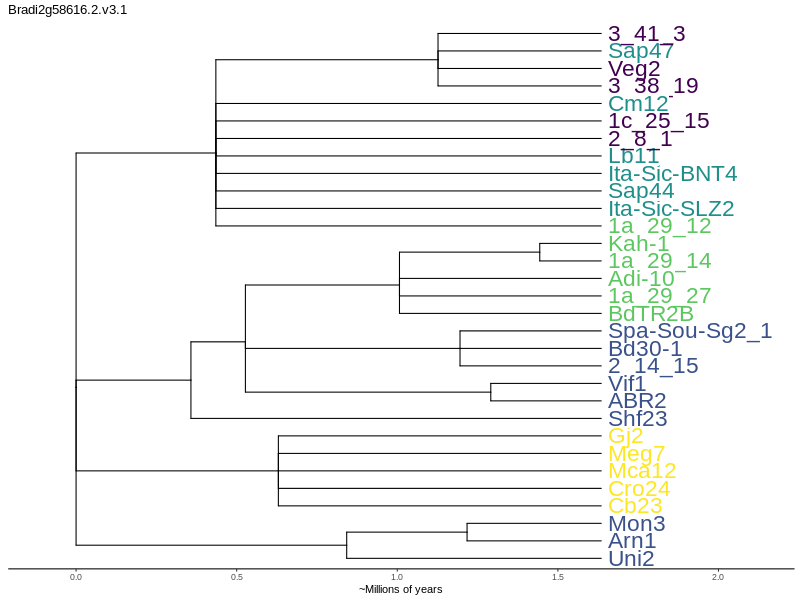 Bradi2g58616.2.v3.1
3_41_3
Sap47
Veg2
3_38_19
Cm12
1c_25_15
2_8_1
Lb11
Ita-Sic-BNT4
Sap44
Ita-Sic-SLZ2
1a_29_12
Kah-1
1a_29_14
Adi-10
1a_29_27
BdTR2B
Spa-Sou-Sg2_1
Bd30-1
2_14_15
Vif1
ABR2
Shf23
Gj2
Meg7
Mca12
Cro24
Cb23
Mon3
Arn1
Uni2
0.0 0.5 1.0 1.5 2.0
~Millions of years